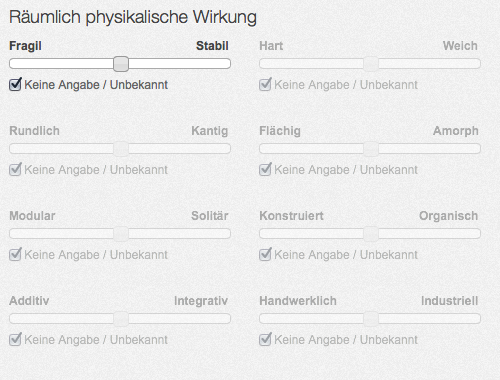 Räumlich physikalische Wirkung
Fragil Stabil Hart Weich
Keine Angabe / Unbekannt Keine Angabe / Unbekannt
Rundlich Kantig Flächig Amorph
Keine Angabe / Unbekannt Keine Angabe / Unbekannt
Modular Solitär Konstruiert Organisch
Keine Angabe / Unbekannt Keine Angabe / Unbekannt
Additiv Integrativ Handwerklich Industriell
Keine Angabe / Unbekannt Keine Angabe / Unbekannt